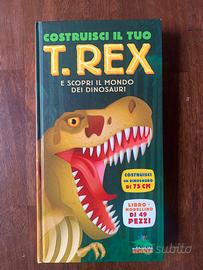 COSTRUISCI IL TUO
T. REX
E SCOPRI IL MONDO
DEI DINOSAURI
COSTRUISCI
UN DINOSAURO
DI 75 CM
LIBRO +
MODELLINO
DI 49
PEZZI
subito